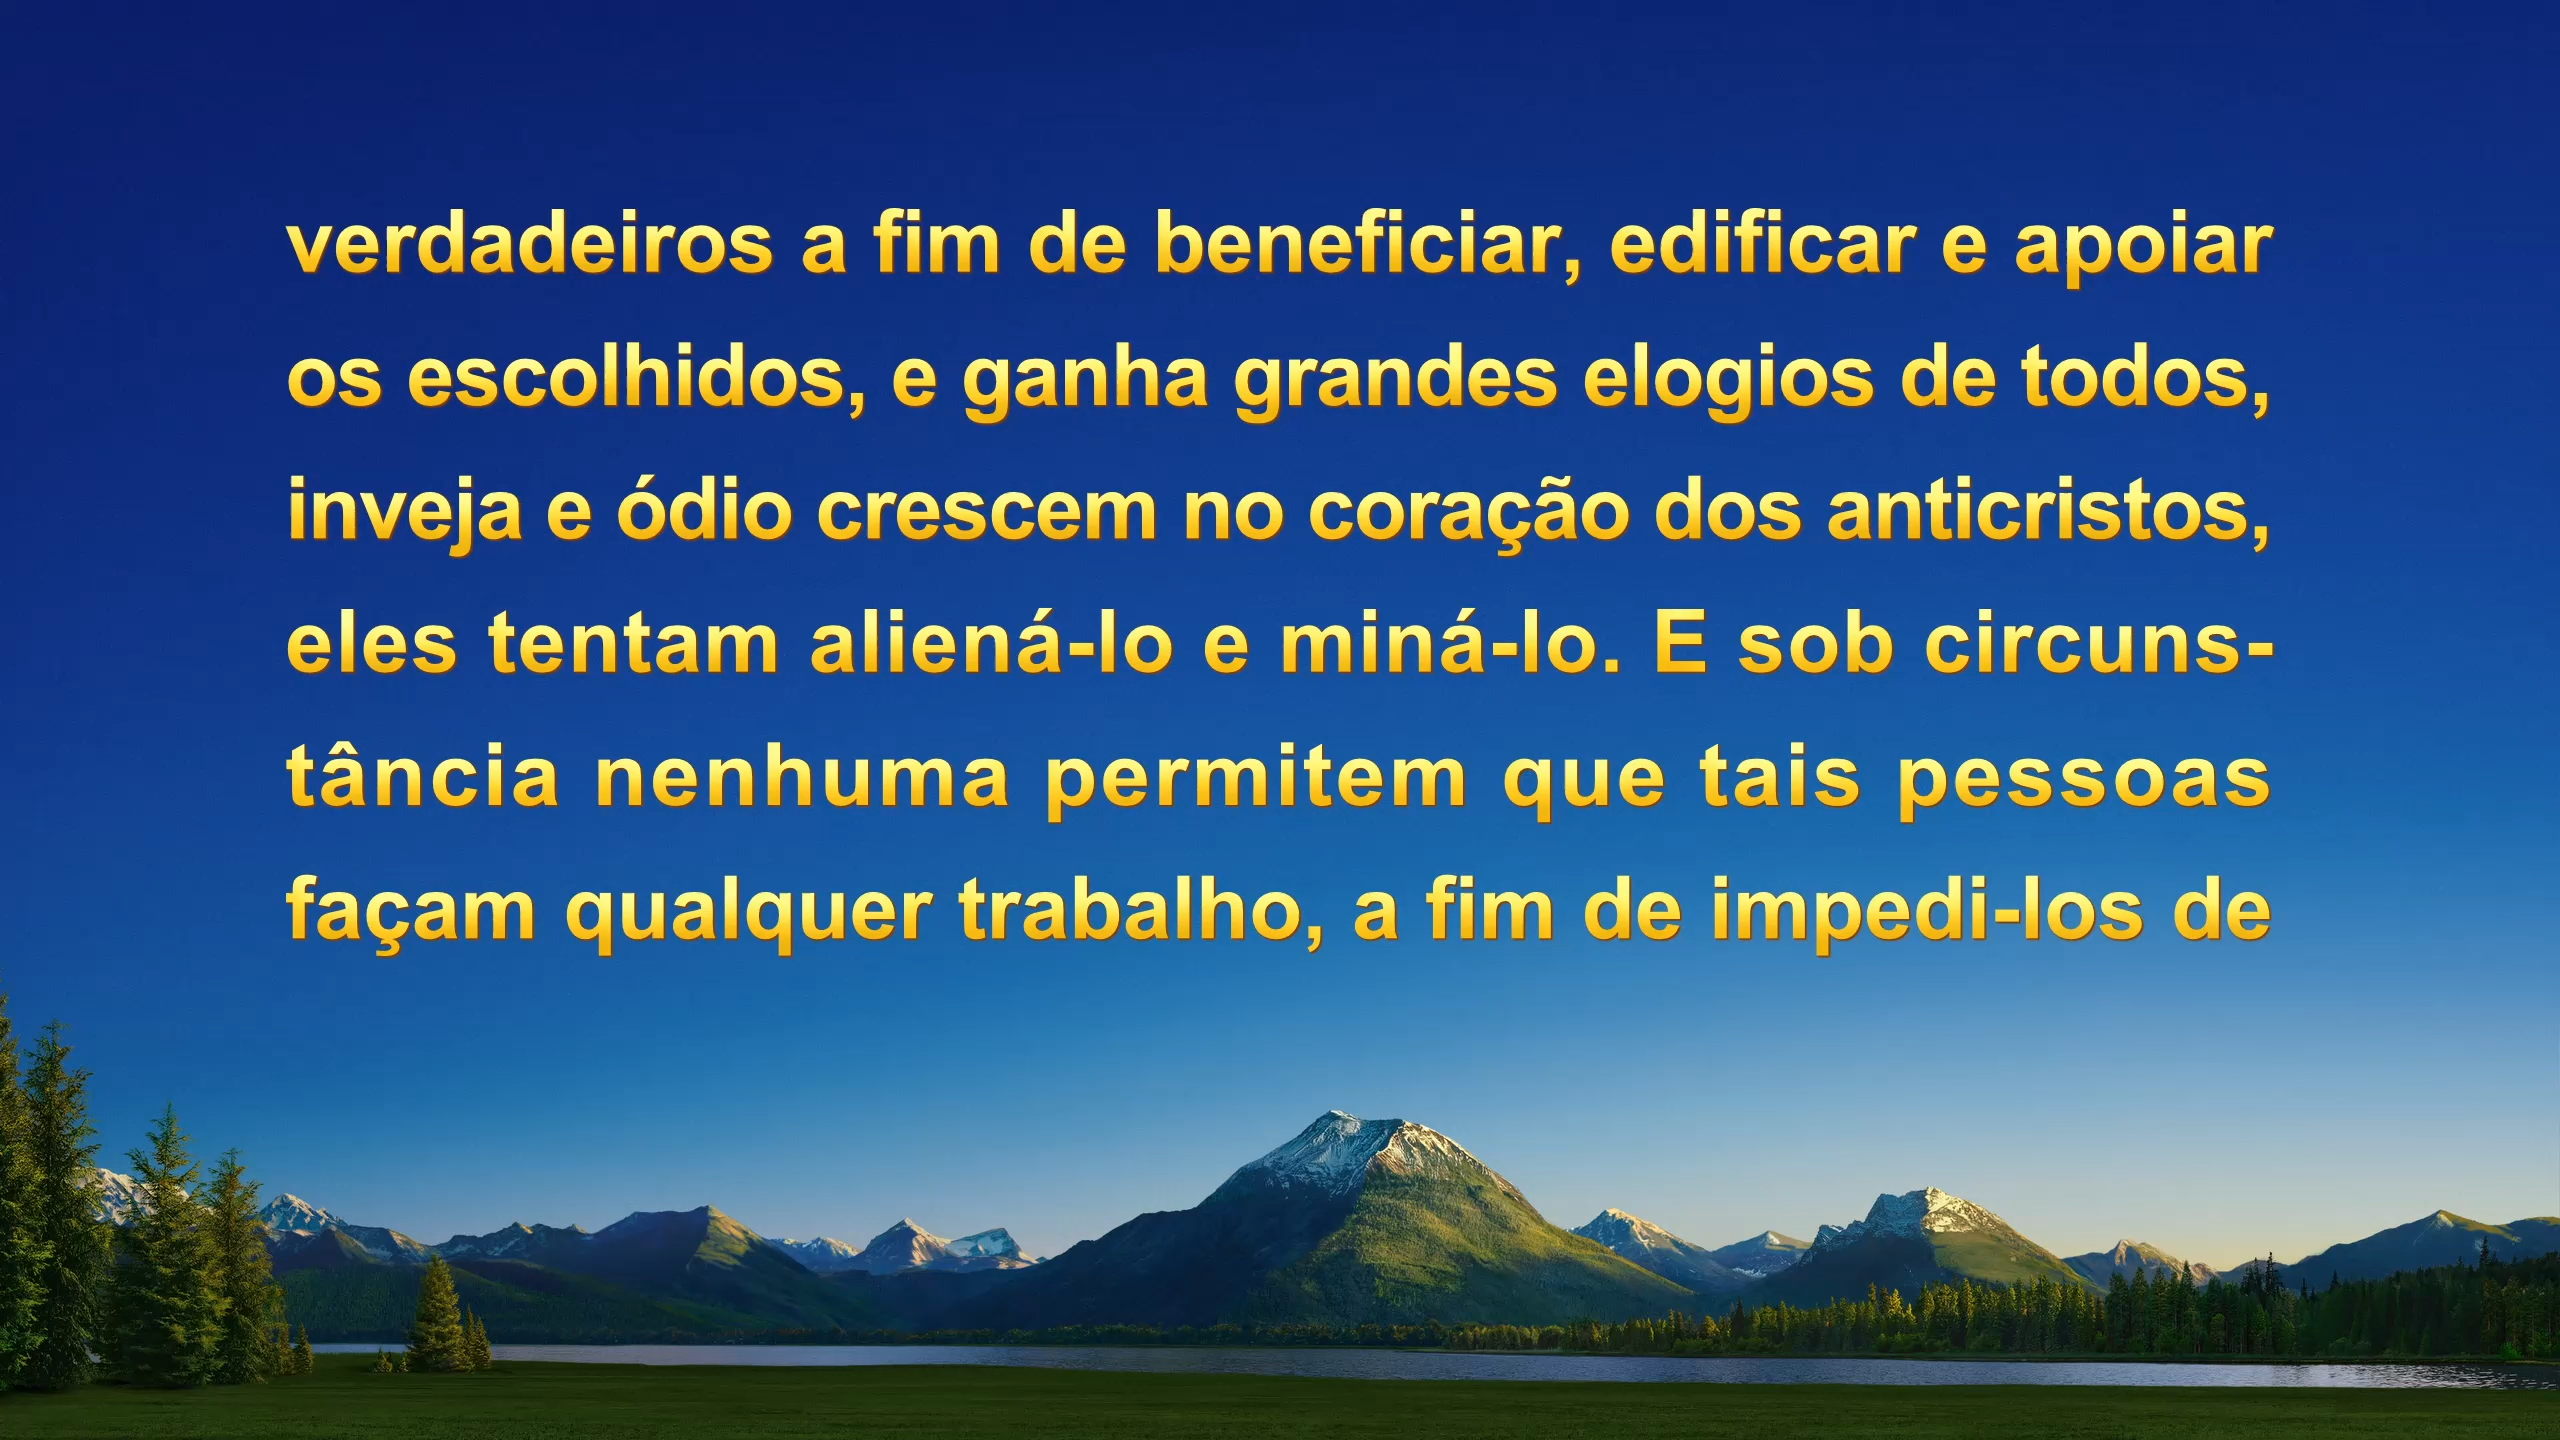 verdadeiros a fim de beneficiar, edificar e apoiar
os escolhidos, e ganha grandes elogios de todos,
inveja e ódio crescem no coração dos anticristos,
eles tentam aliená-lo e miná-lo. E sob circuns-
tância nenhuma permitem que tais pessoas
façam qualquer trabalho, a fim de impedi-los de